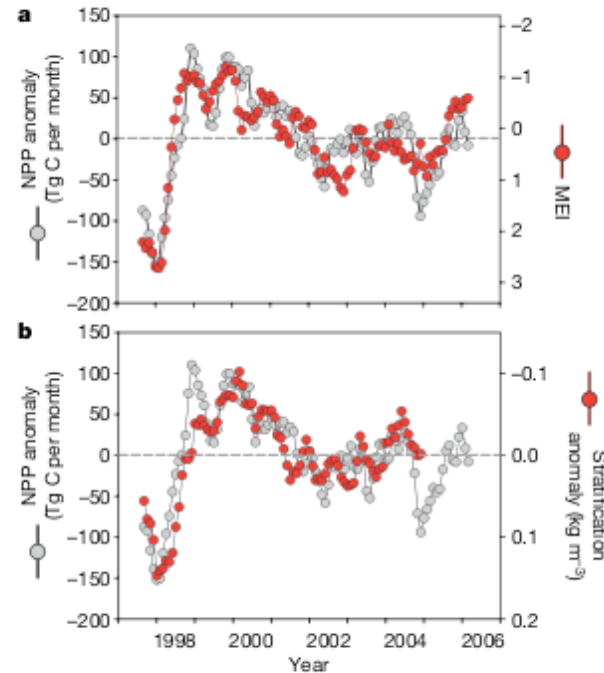 a
NPP anomaly
(Tg C per month)
150
100
50
0
−50
−100
−150
−200
−2
−1
0
1
2
3
MEI
b
NPP anomaly
(Tg C per month)
150
100
50
0
−50
−100
−150
−200
−0.1
0.0
0.1
0.2
Stratification
anomaly (kg m⁻³)
1998 2000 2002 2004 2006
Year